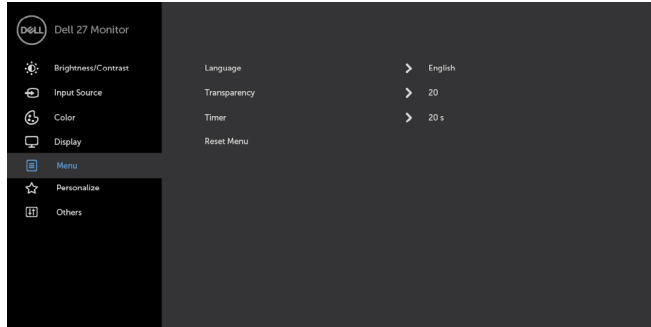 DELL Dell 27 Monitor
Brightness/Contrast
Input Source
Color
Display
Menu
Personalize
Others
Language English
Transparency 20
Timer 20 s
Reset Menu